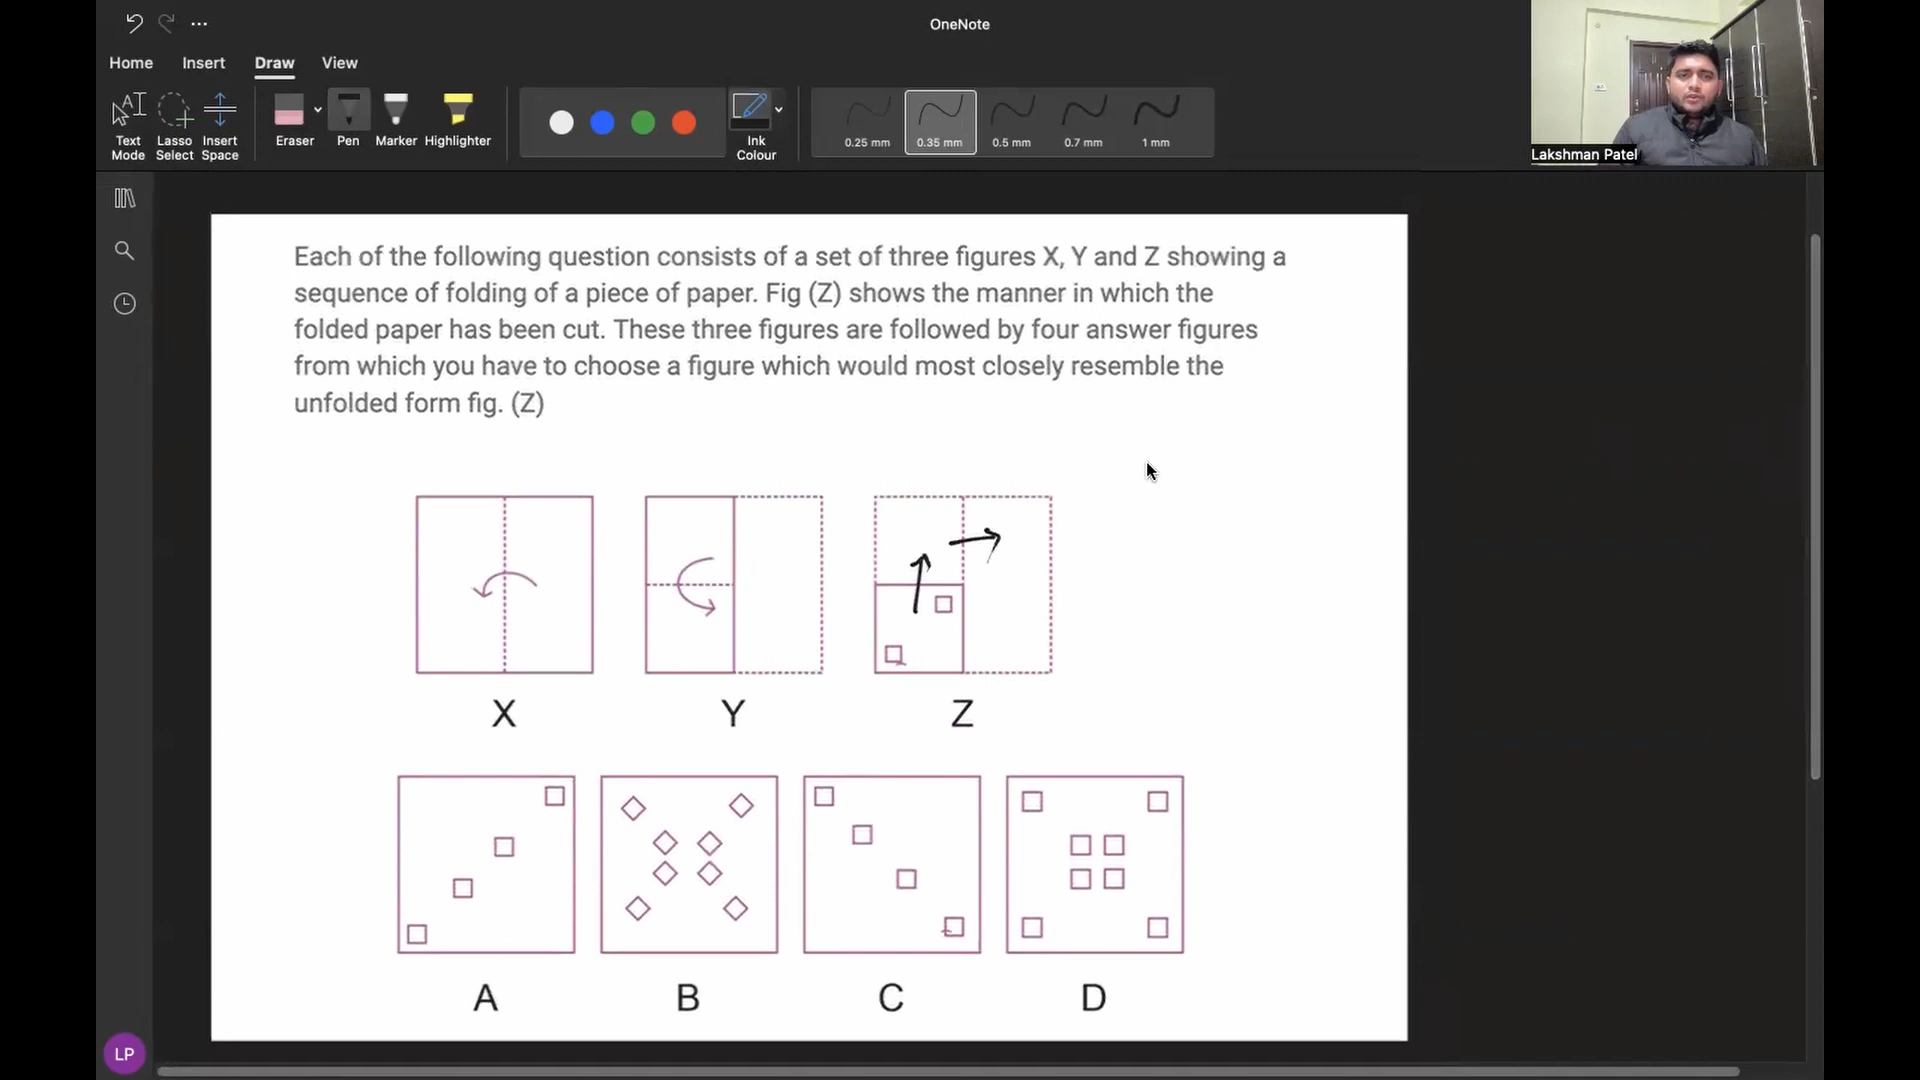 OneNote
Home Insert Draw View
Text Mode
Lasso Select
Insert Space
Eraser
Pen
Marker
Highlighter
Ink Colour
0.25 mm
0.35 mm
0.5 mm
0.7 mm
1 mm
Lakshman Patel
Each of the following question consists of a set of three figures X, Y and Z showing a
sequence of folding of a piece of paper. Fig (Z) shows the manner in which the
folded paper has been cut. These three figures are followed by four answer figures
from which you have to choose a figure which would most closely resemble the
unfolded form fig. (Z)
X Y Z
A B C D
LP